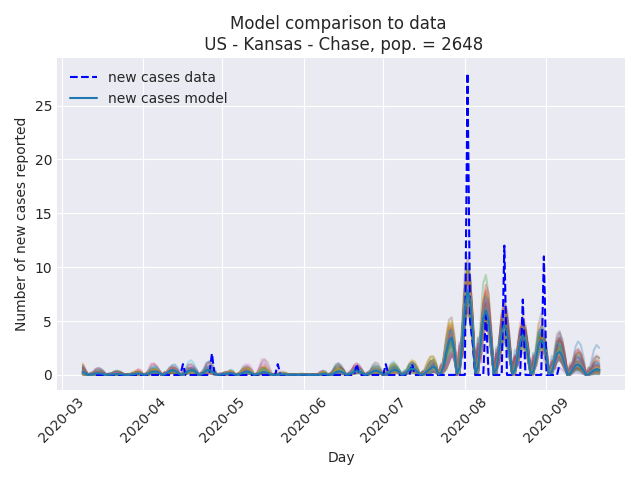 Model comparison to data
US - Kansas - Chase, pop. = 2648
new cases data
new cases model
Number of new cases reported
25
20
15
10
5
0
2020-03
2020-04
2020-05
2020-06
2020-07
2020-08
2020-09
Day